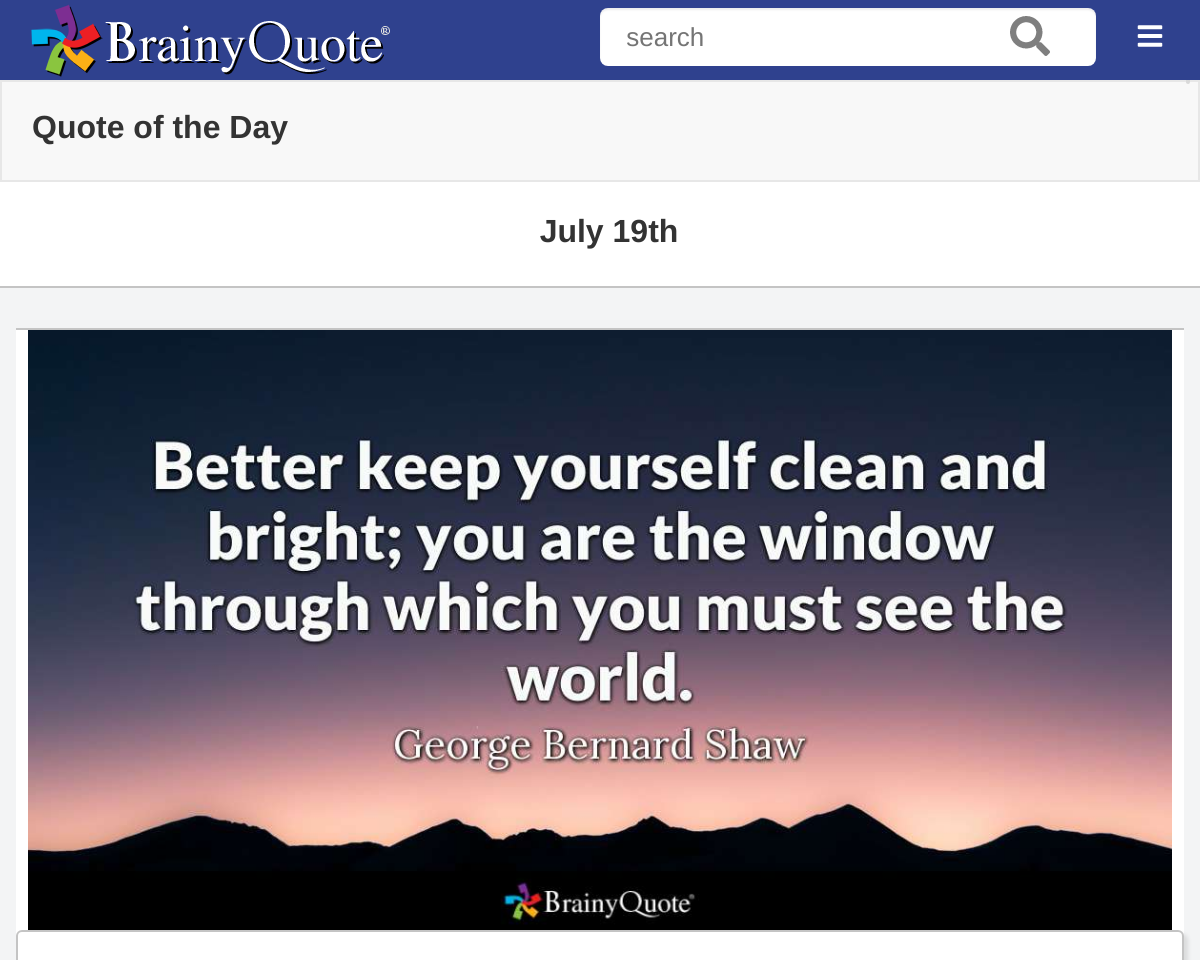 BrainyQuote®
search
Quote of the Day
July 19th
Better keep yourself clean and
bright; you are the window
through which you must see the
world.
George Bernard Shaw
BrainyQuote®